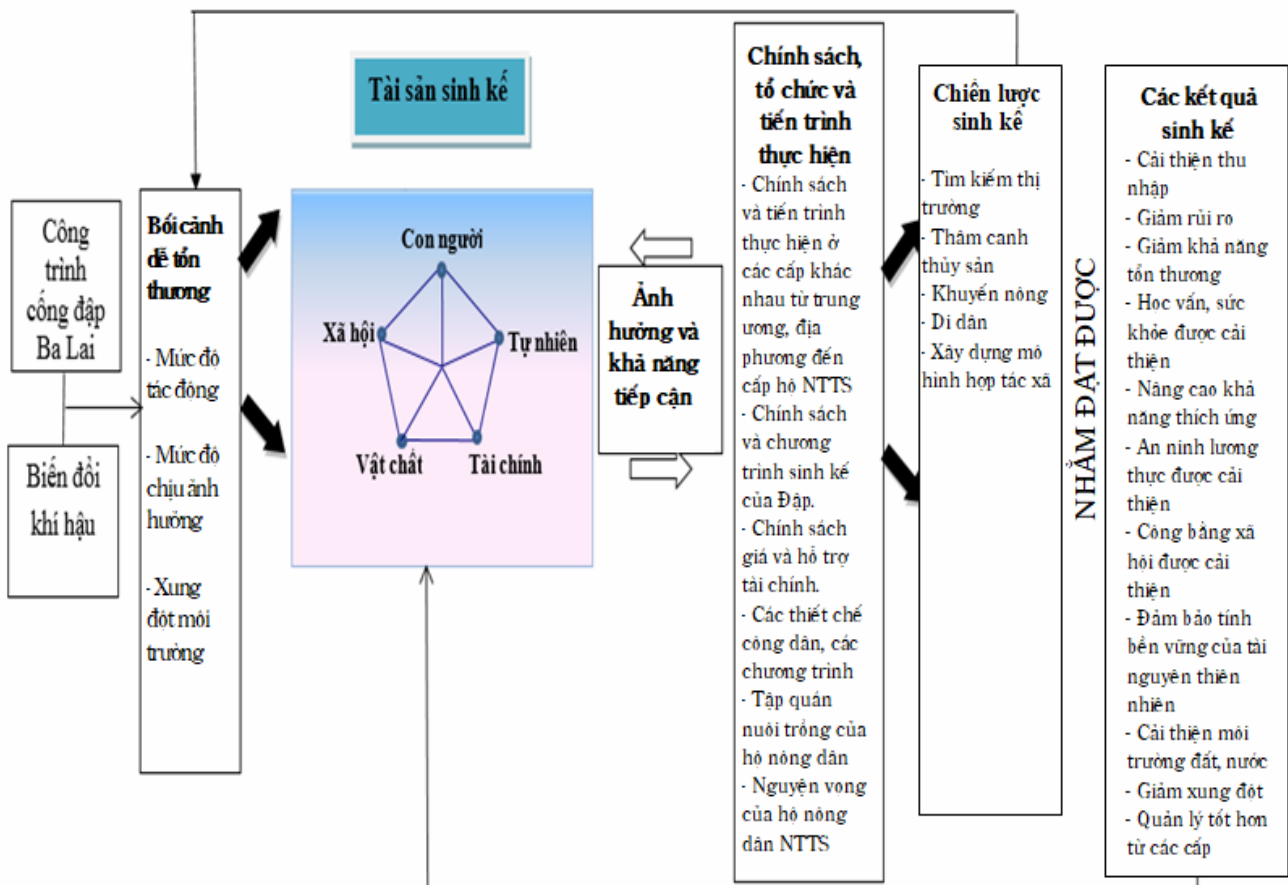 Tài sản sinh kế
Công
trình
cống đập
Ba Lai
Biến đổi
khí hậu
Bối cảnh
dễ tổn
thương
- Mức độ
tác động
- Mức độ
chịu ảnh
hưởng
- Xung
đột môi
trường
Con người
Xã hội
Tự nhiên
Vật chất
Tài chính
Ảnh
hưởng và
khả năng
tiếp cận
Chính sách,
tổ chức và
tiến trình
thực hiện
- Chính sách
và tiến trình
thực hiện ở
các cấp khác
nhau từ trung
ương, địa
phương đến
cấp hộ NTTS
- Chính sách
và chương
trình sinh kế
của Đập.
- Chính sách
giá và hỗ trợ
tài chính.
- Các thiết chế
công dân, các
chương trình
- Tập quán
nuôi trồng của
hộ nông dân
- Nguyện vong
của hộ nông
dân NTTS
Chiến lược
sinh kế
- Tìm kiếm thị
trường
- Thâm canh
thủy sản
- Khuyến nông
- Di dân
- Xây dựng mô
hình hợp tác xã
NHẰM ĐẠT ĐƯỢC
Các kết quả
sinh kế
- Cải thiện thu
nhập
- Giảm rủi ro
- Giảm khả năng
tổn thương
- Học vấn, sức
khỏe được cải
thiện
- Nâng cao khả
năng thích ứng
- An ninh lương
thực được cải
thiện
- Công bằng xã
hội được cải
thiện
- Đảm bảo tính
bền vững của tài
nguyên thiên
nhiên
- Cải thiện môi
trường đất, nước
- Giảm xung đột
- Quản lý tốt hơn
từ các cấp